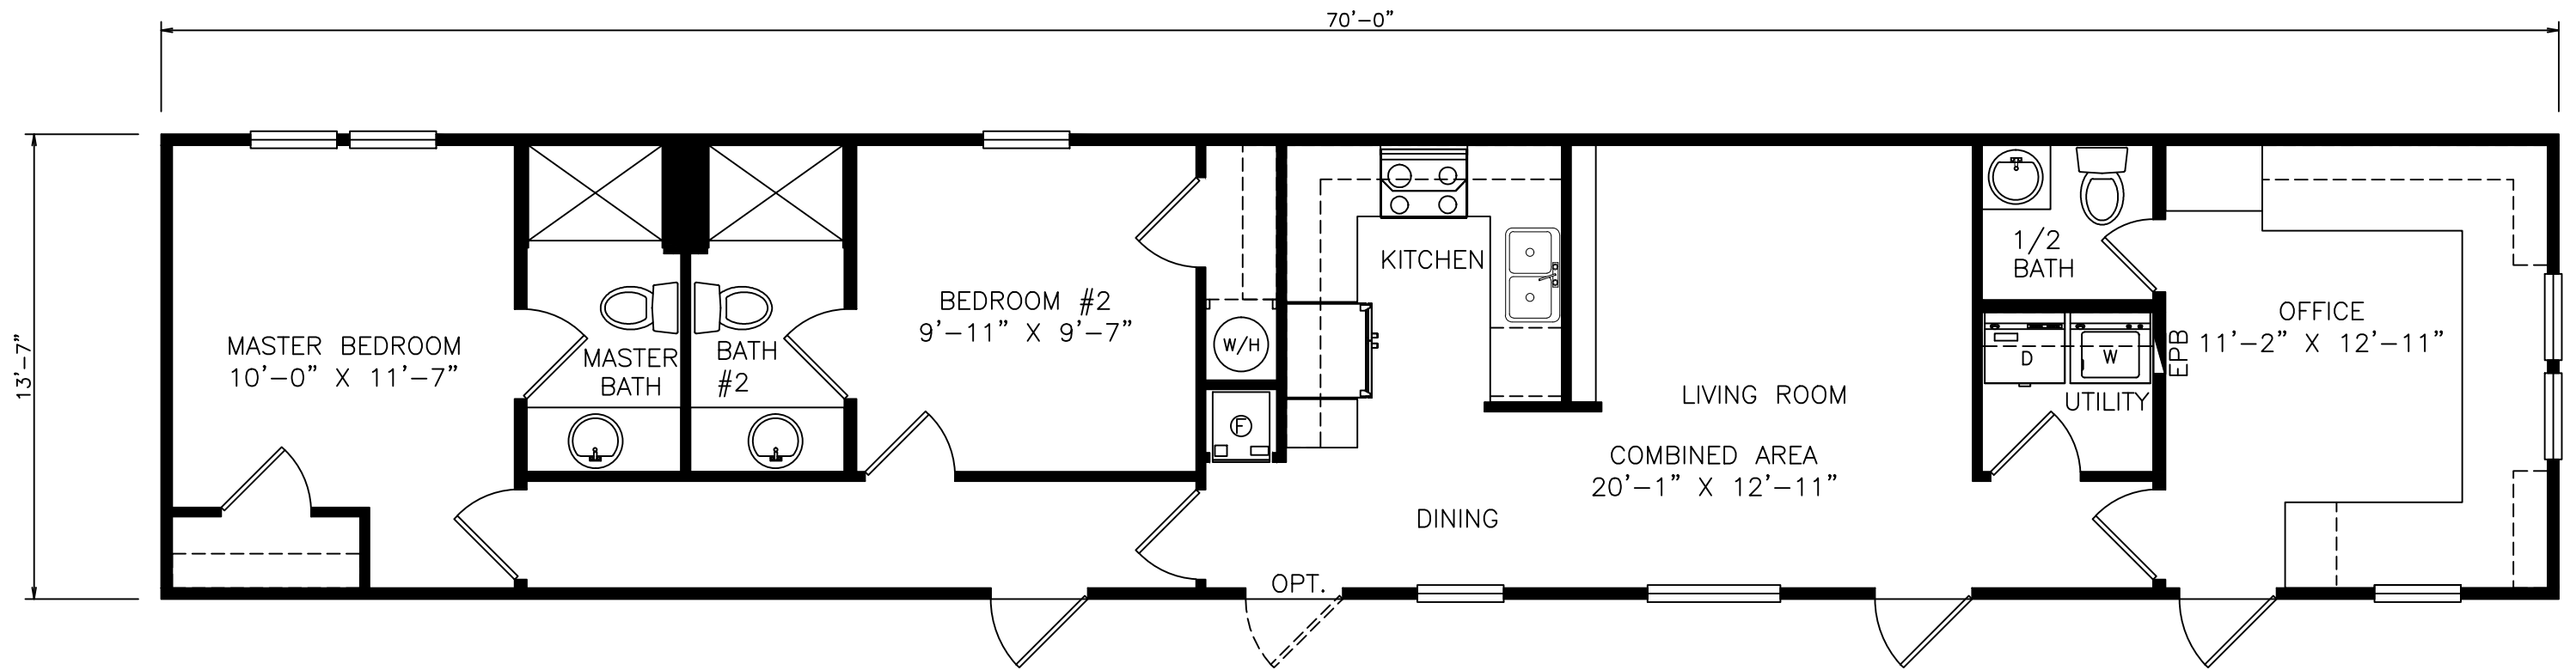 70'-0"
13'-7"
MASTER BEDROOM
10'-0" X 11'-7"
MASTER
BATH
BATH
#2
BEDROOM #2
9'-11" X 9'-7"
W/H
F
KITCHEN
DINING
OPT.
LIVING ROOM
COMBINED AREA
20'-1" X 12'-11"
1/2
BATH
D
W
UTILITY
EPB
OFFICE
11'-2" X 12'-11"